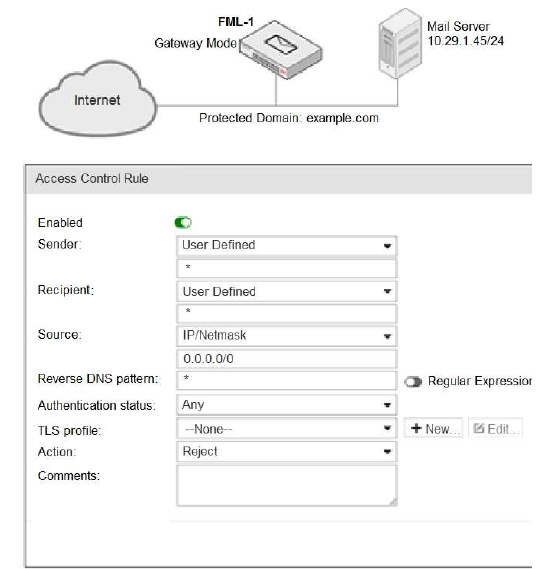 FML-1
Gateway Mode
Mail Server
10.29.1.45/24
Internet
Protected Domain: example.com
Access Control Rule
Enabled
Sender: User Defined
*
Recipient: User Defined
*
Source: IP/Netmask
0.0.0.0/0
Reverse DNS pattern: * Regular Expression
Authentication status: Any
TLS profile: --None-- + New... Edit...
Action: Reject
Comments: